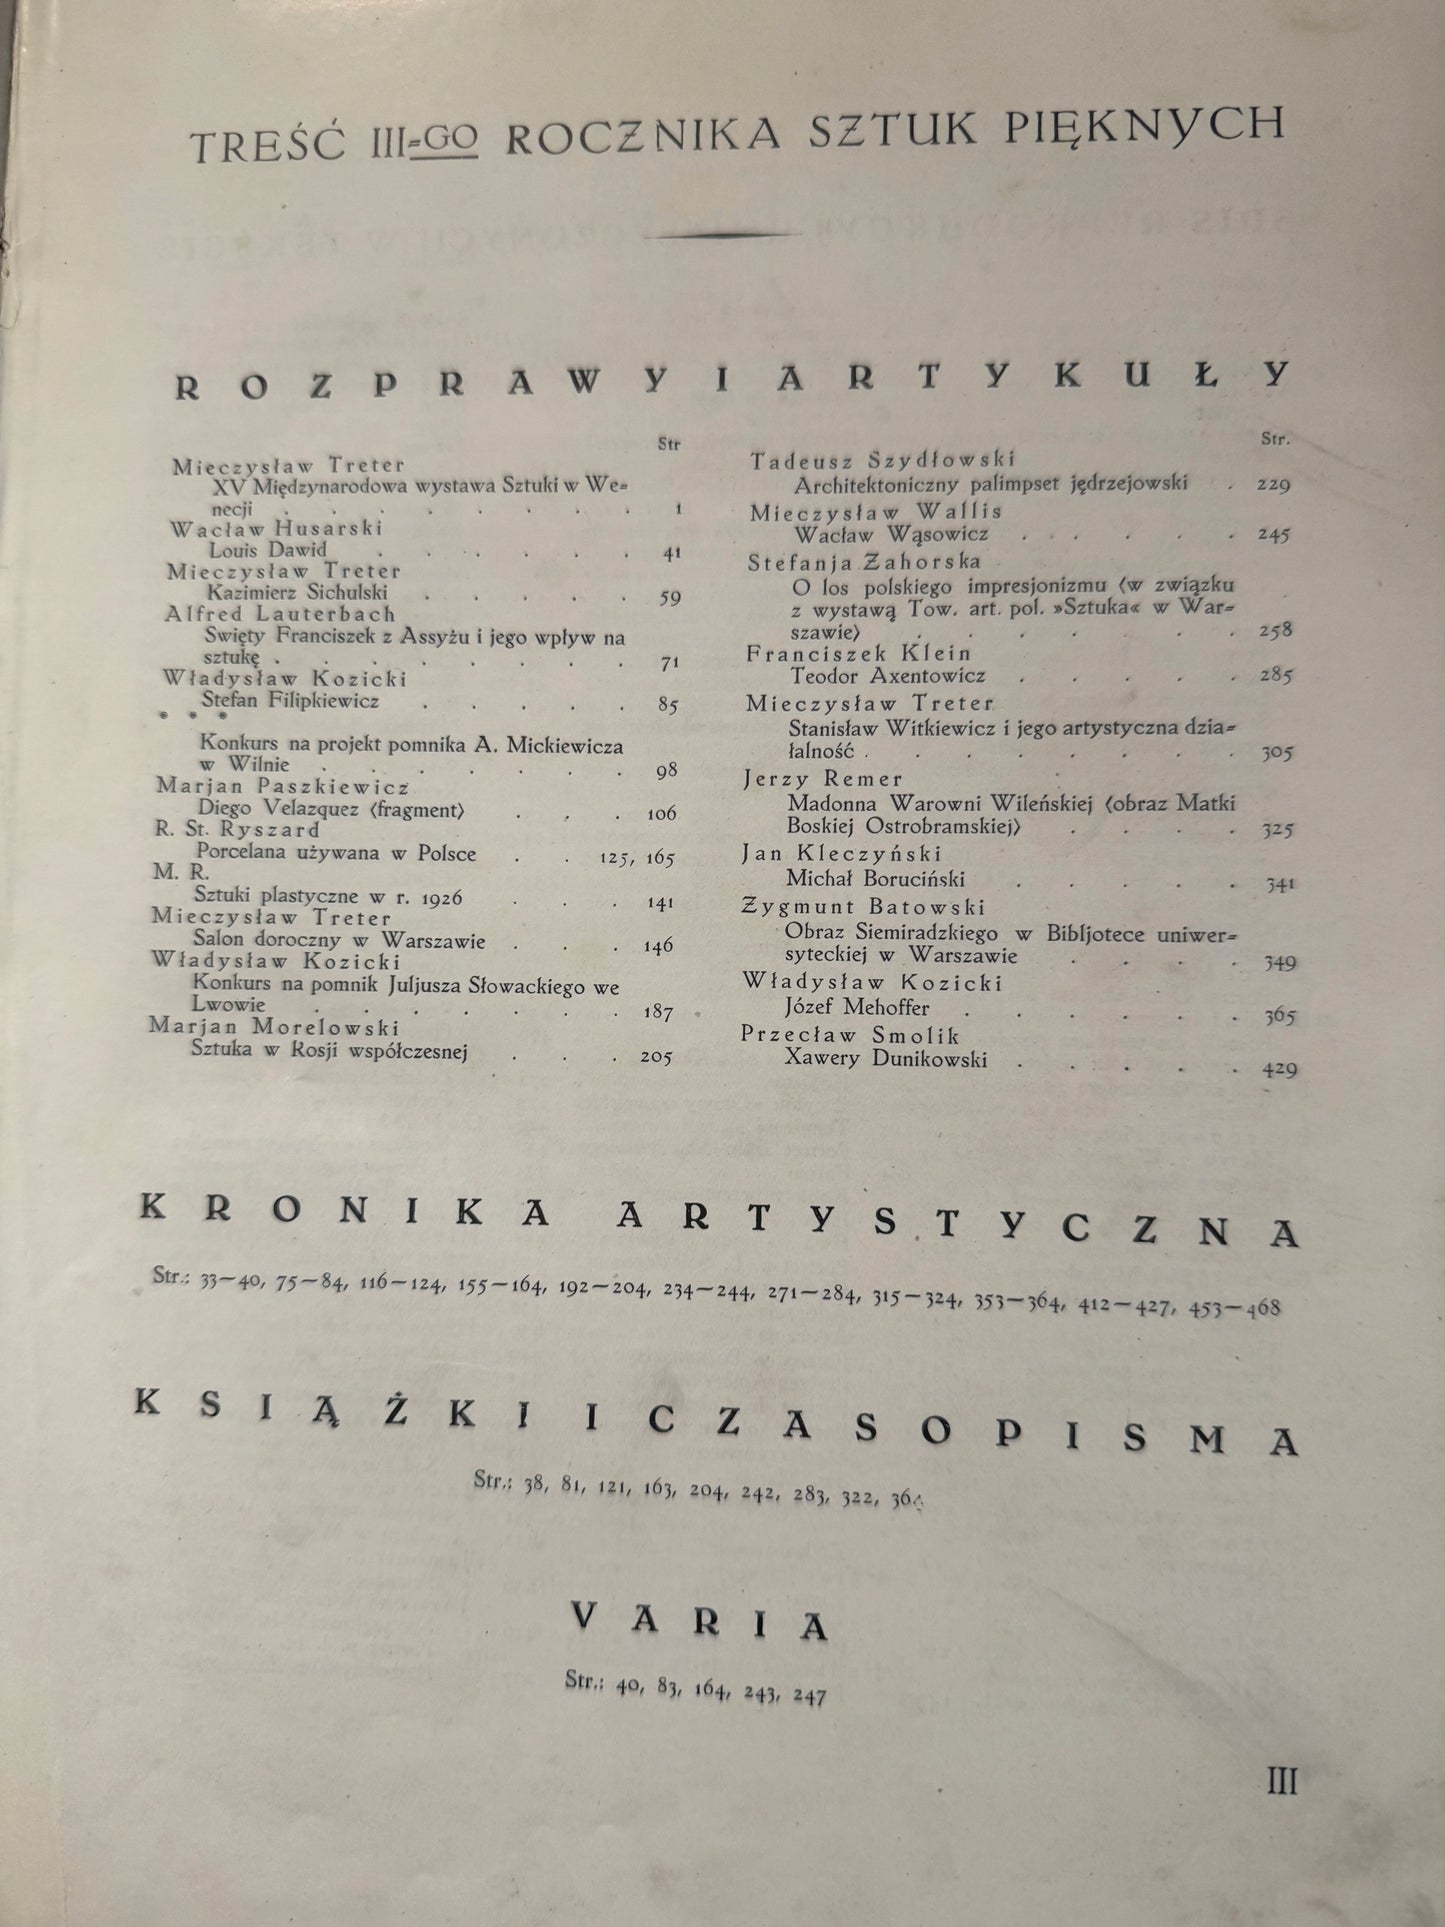 TREŚĆ III-GO ROCZNIKA SZTUK PIĘKNYCH
ROZPRAWY I ARTYKUŁY
Str
Mieczysław Treter
XV Międzynarodowa wystawa Sztuki w We-
necji . . . . . . . 1
Wacław Husarski
Louis Dawid . . . . . . 41
Mieczysław Treter
Kazimierz Sichulski . . . . . 59
Alfred Lauterbach
Swięty Franciszek z Assyżu i jego wpływ na
sztukę . . . . . . . . 71
Władysław Kozicki
Stefan Filipkiewicz . . . . . 85
* * *
Konkurs na projekt pomnika A. Mickiewicza
w Wilnie . . . . . . . 98
Marjan Paszkiewicz
Diego Velazquez (fragment) . . . 106
R. St. Ryszard
Porcelana używana w Polsce . . 125, 165
M. R.
Sztuki plastyczne w r. 1926 . . . 141
Mieczysław Treter
Salon doroczny w Warszawie . . . 146
Władysław Kozicki
Konkurs na pomnik Juljusza Słowackiego we
Lwowie . . . . . . . 187
Marjan Morelowski
Sztuka w Rosji współczesnej . . . 205
Str.
Tadeusz Szydłowski
Architektoniczny palimpset jędrzejowski . 229
Mieczysław Wallis
Wacław Wąsowicz . . . . . 245
Stefanja Zahorska
O los polskiego impresjonizmu (w związku
z wystawą Tow. art. pol. »Sztuka« w War-
szawie) . . . . . . . 258
Franciszek Klein
Teodor Axentowicz . . . . . 285
Mieczysław Treter
Stanisław Witkiewicz i jego artystyczna dzia-
łalność . . . . . . . . 305
Jerzy Remer
Madonna Warowni Wileńskiej (obraz Matki
Boskiej Ostrobramskiej) . . . . 325
Jan Kleczyński
Michał Boruciński . . . . . 341
Zygmunt Batowski
Obraz Siemiradzkiego w Bibljotece uniwer-
syteckiej w Warszawie . . . . 349
Władysław Kozicki
Józef Mehoffer . . . . . . 365
Przecław Smolik
Xawery Dunikowski . . . . . 429
KRONIKA ARTYSTYCZNA
Str.: 33—40, 75—84, 116—124, 155—164, 192—204, 234—244, 271—284, 315—324, 353—364, 412—427, 453—468
KSIĄŻKI I CZASOPISMA
Str.: 38, 81, 121, 163, 204, 242, 283, 322, 364
VARIA
Str.: 40, 83, 164, 243, 247
III